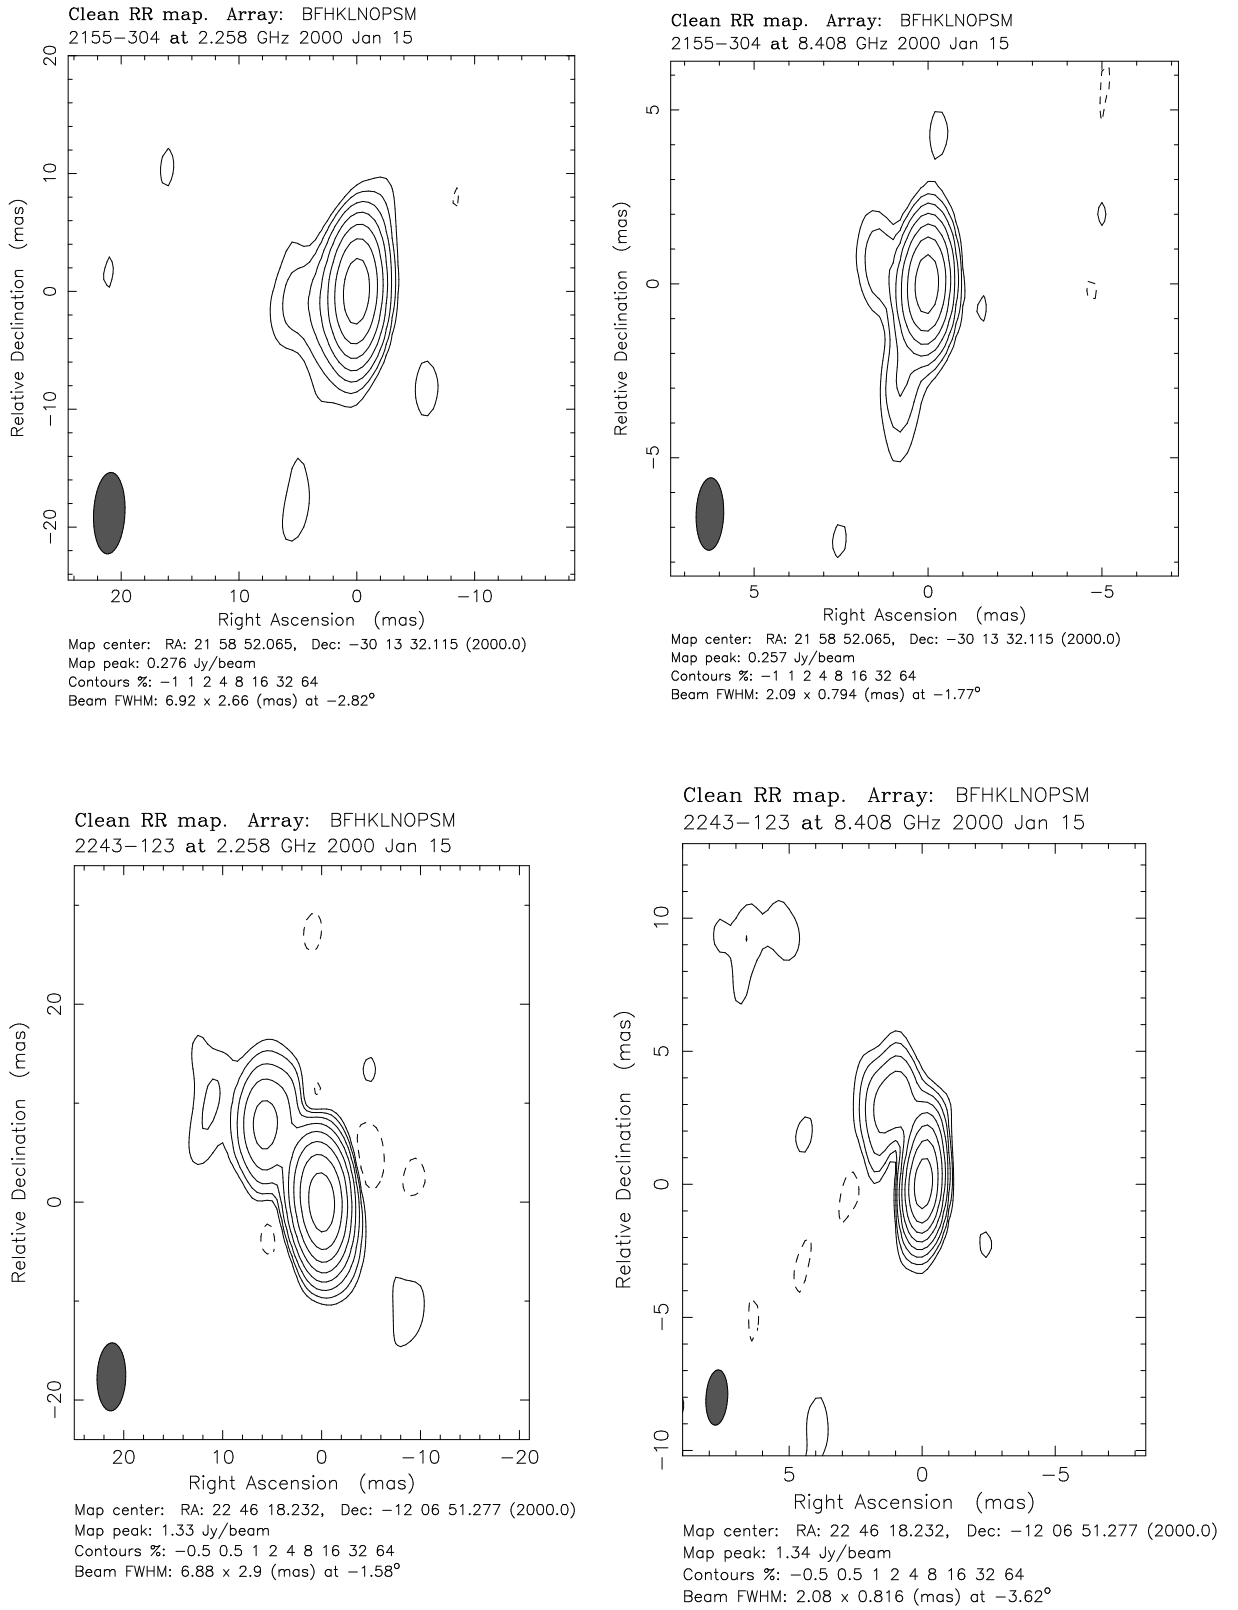 Clean RR map. Array: BFHKLNOPSM
2155−304 at 2.258 GHz 2000 Jan 15
20
10
0
−10
−20
Relative Declination (mas)
20 10 0 −10
Right Ascension (mas)
Map center: RA: 21 58 52.065, Dec: −30 13 32.115 (2000.0)
Map peak: 0.276 Jy/beam
Contours %: −1 1 2 4 8 16 32 64
Beam FWHM: 6.92 x 2.66 (mas) at −2.82°
Clean RR map. Array: BFHKLNOPSM
2155−304 at 8.408 GHz 2000 Jan 15
5
0
−5
Relative Declination (mas)
5 0 −5
Right Ascension (mas)
Map center: RA: 21 58 52.065, Dec: −30 13 32.115 (2000.0)
Map peak: 0.257 Jy/beam
Contours %: −1 1 2 4 8 16 32 64
Beam FWHM: 2.09 x 0.794 (mas) at −1.77°
Clean RR map. Array: BFHKLNOPSM
2243−123 at 2.258 GHz 2000 Jan 15
20
0
−20
Relative Declination (mas)
20 10 0 −10 −20
Right Ascension (mas)
Map center: RA: 22 46 18.232, Dec: −12 06 51.277 (2000.0)
Map peak: 1.33 Jy/beam
Contours %: −0.5 0.5 1 2 4 8 16 32 64
Beam FWHM: 6.88 x 2.9 (mas) at −1.58°
Clean RR map. Array: BFHKLNOPSM
2243−123 at 8.408 GHz 2000 Jan 15
10
5
0
−5
−10
Relative Declination (mas)
5 0 −5
Right Ascension (mas)
Map center: RA: 22 46 18.232, Dec: −12 06 51.277 (2000.0)
Map peak: 1.34 Jy/beam
Contours %: −0.5 0.5 1 2 4 8 16 32 64
Beam FWHM: 2.08 x 0.816 (mas) at −3.62°